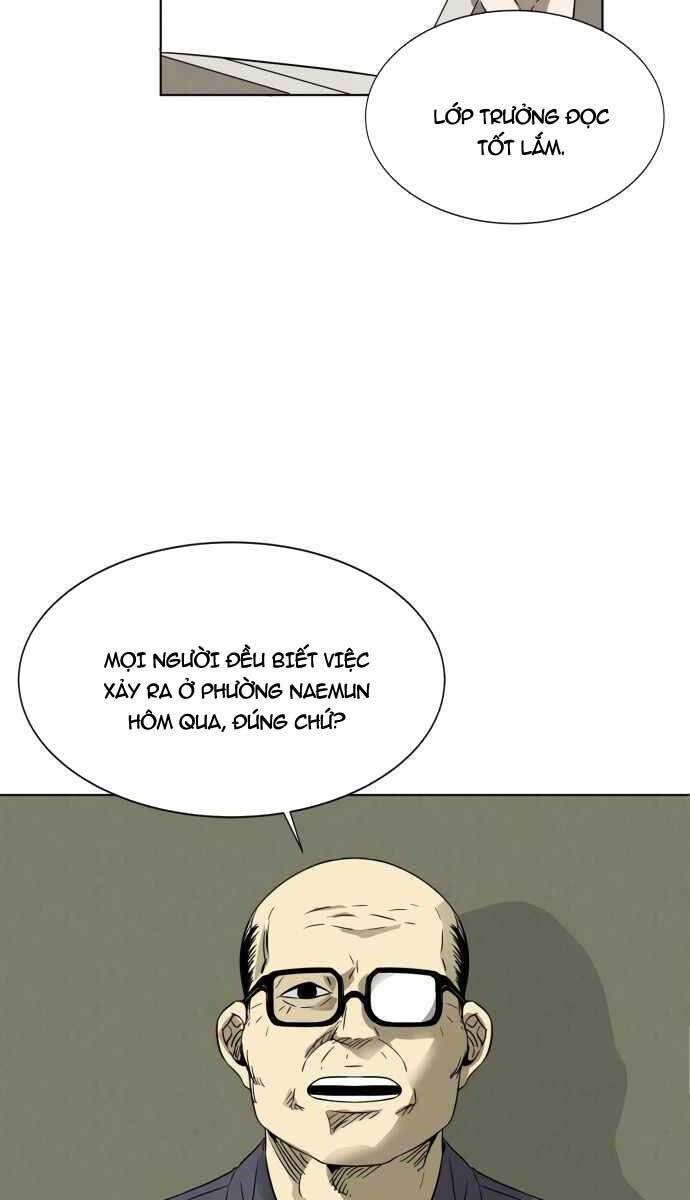 LỚP TRƯỞNG ĐỌC
TỐT LẮM.
MỌI NGƯỜI ĐỀU BIẾT VIỆC
XẢY RA Ở PHƯỜNG NAEMUN
HÔM QUA, ĐÚNG CHỨ?